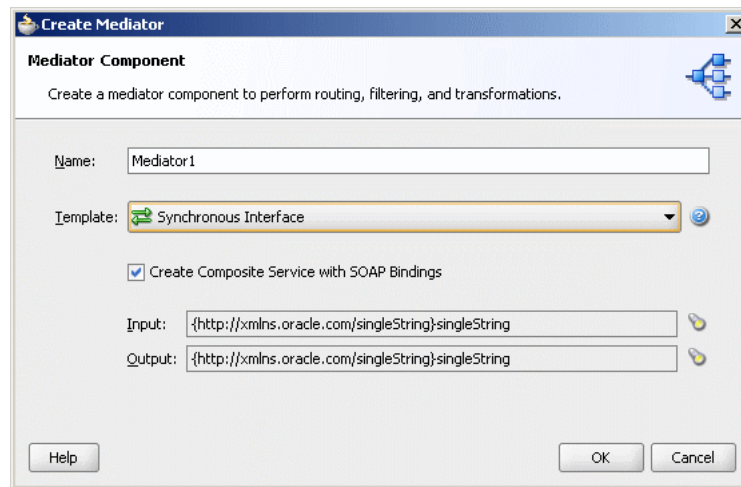 Create Mediator
Mediator Component
Create a mediator component to perform routing, filtering, and transformations.
Name: Mediator1
Template: Synchronous Interface
Create Composite Service with SOAP Bindings
Input: {http://xmlns.oracle.com/singleString}singleString
Output: {http://xmlns.oracle.com/singleString}singleString
Help OK Cancel